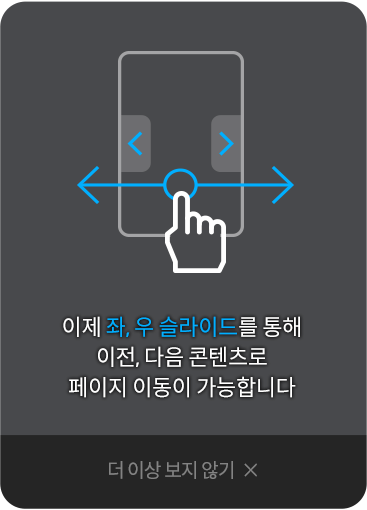 이제 좌, 우 슬라이드를 통해
이전, 다음 콘텐츠로
페이지 이동이 가능합니다
더 이상 보지 않기 ×